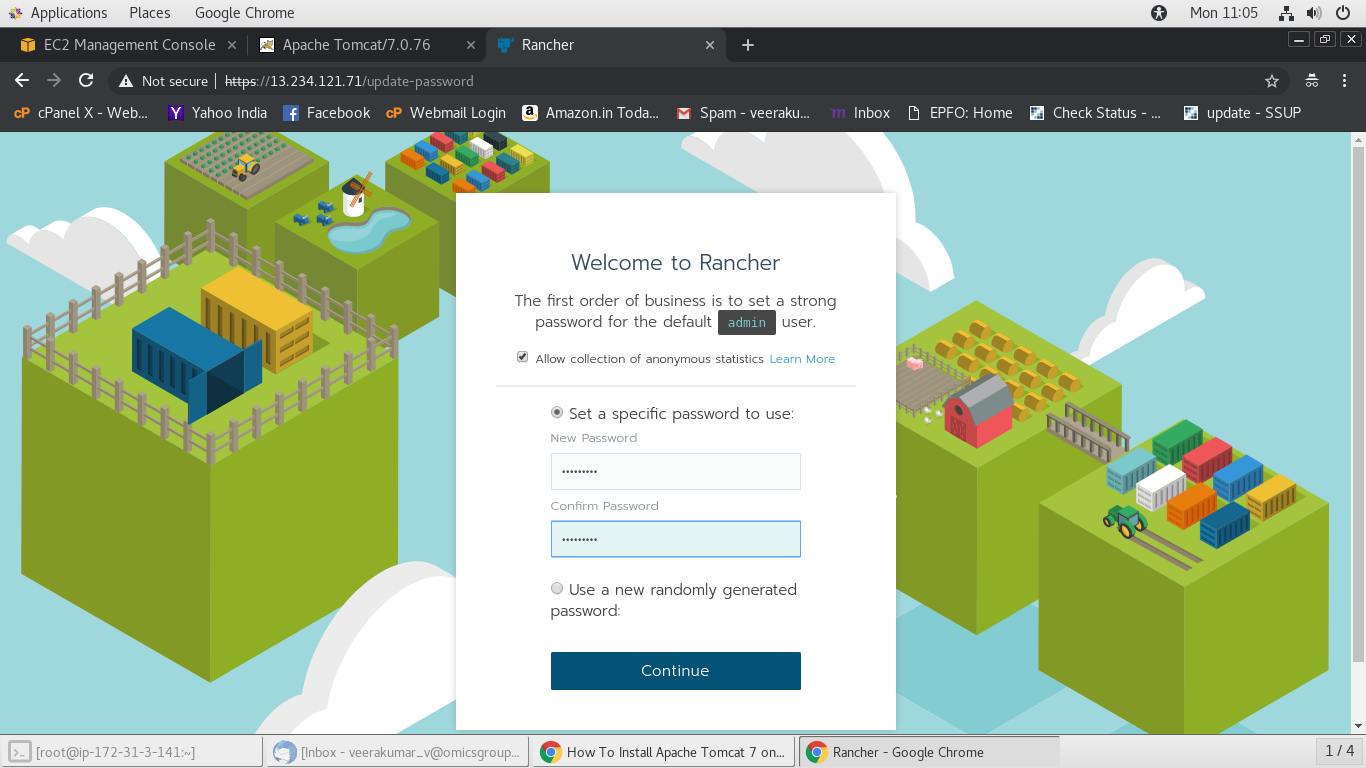 Applications Places Google Chrome Mon 11:05
EC2 Management Console Apache Tomcat/7.0.76 Rancher
Not secure https://13.234.121.71/update-password
cP cPanel X - Web... Y Yahoo India f Facebook cP Webmail Login a Amazon.in Toda... Spam - veeraku... m Inbox EPFO: Home Check Status - ... update - SSUP
Welcome to Rancher
The first order of business is to set a strong
password for the default admin user.
Allow collection of anonymous statistics Learn More
Set a specific password to use:
New Password
•••••••••
Confirm Password
•••••••••
Use a new randomly generated
password:
Continue
[root@ip-172-31-3-141:~] [Inbox - veerakumar_v@omicsgroup... How To Install Apache Tomcat 7 on... Rancher - Google Chrome 1 / 4